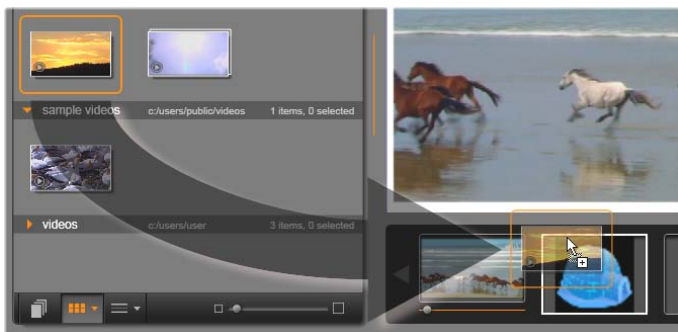 sample videos c:/users/public/videos 1 items, 0 selected
videos c:/users/user 3 items, 0 selected